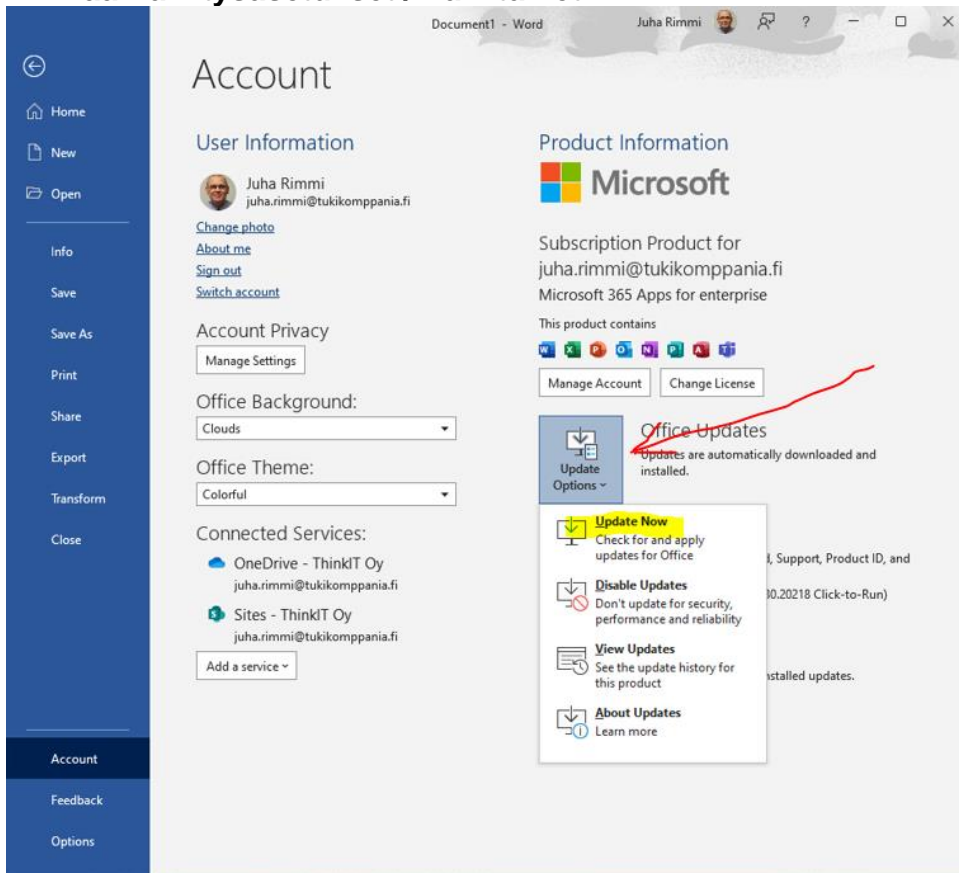 Document1 - Word
Juha Rimmi
?
Account
Home
New
Open
Info
Save
Save As
Print
Share
Export
Transform
Close
Account
Feedback
Options
User Information
Juha Rimmi
juha.rimmi@tukikomppania.fi
Change photo
About me
Sign out
Switch account
Account Privacy
Manage Settings
Office Background:
Clouds
Office Theme:
Colorful
Connected Services:
OneDrive - ThinkIT Oy
juha.rimmi@tukikomppania.fi
Sites - ThinkIT Oy
juha.rimmi@tukikomppania.fi
Add a service
Product Information
Microsoft
Subscription Product for
juha.rimmi@tukikomppania.fi
Microsoft 365 Apps for enterprise
This product contains
Manage Account
Change License
Update
Options
Office Updates
Updates are automatically downloaded and
installed.
Update Now
Check for and apply
updates for Office
Disable Updates
Don't update for security,
performance and reliability
View Updates
See the update history for
this product
About Updates
Learn more
, Support, Product ID, and
.20218 Click-to-Run)
installed updates.